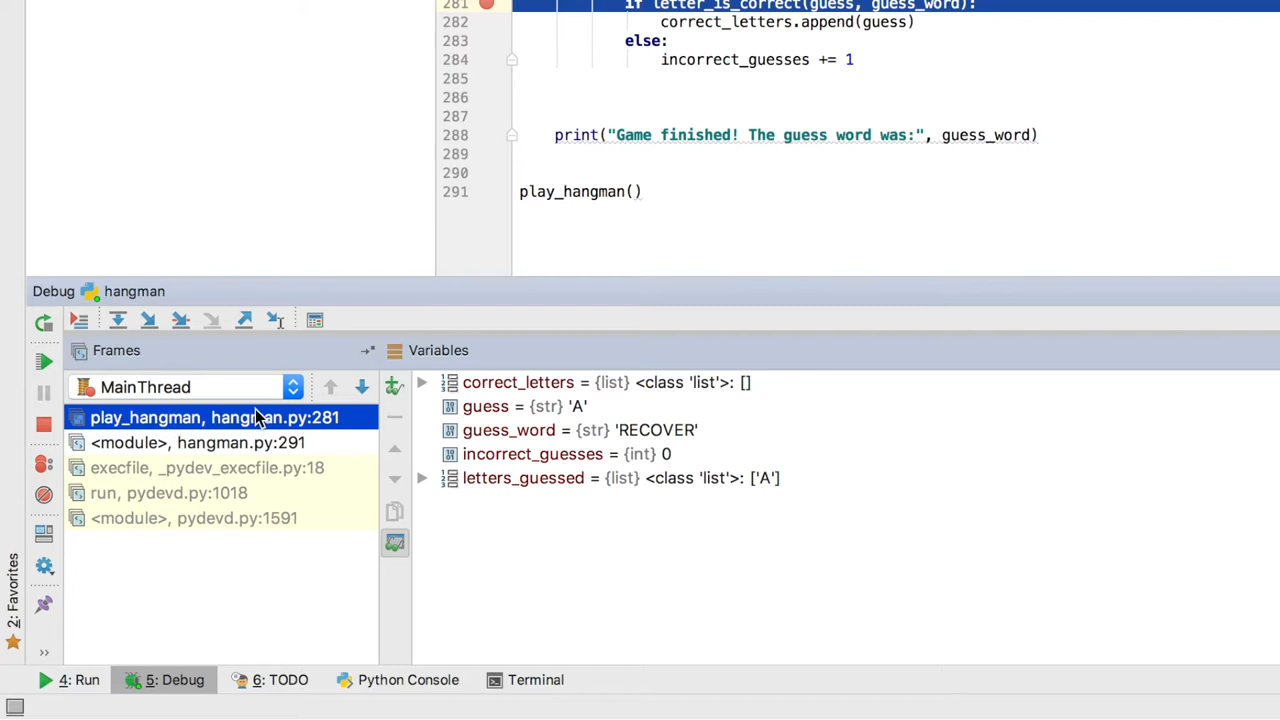 281 if letter_is_correct(guess, guess_word):
282 correct_letters.append(guess)
283 else:
284 incorrect_guesses += 1
285
286
287
288 print("Game finished! The guess word was:", guess_word)
289
290
291 play_hangman()
Debug hangman
Frames Variables
MainThread
play_hangman, hangman.py:281
<module>, hangman.py:291
execfile, _pydev_execfile.py:18
run, pydevd.py:1018
<module>, pydevd.py:1591
correct_letters = {list} <class 'list'>: []
guess = {str} 'A'
guess_word = {str} 'RECOVER'
incorrect_guesses = {int} 0
letters_guessed = {list} <class 'list'>: ['A']
2: Favorites
4: Run 5: Debug 6: TODO Python Console Terminal